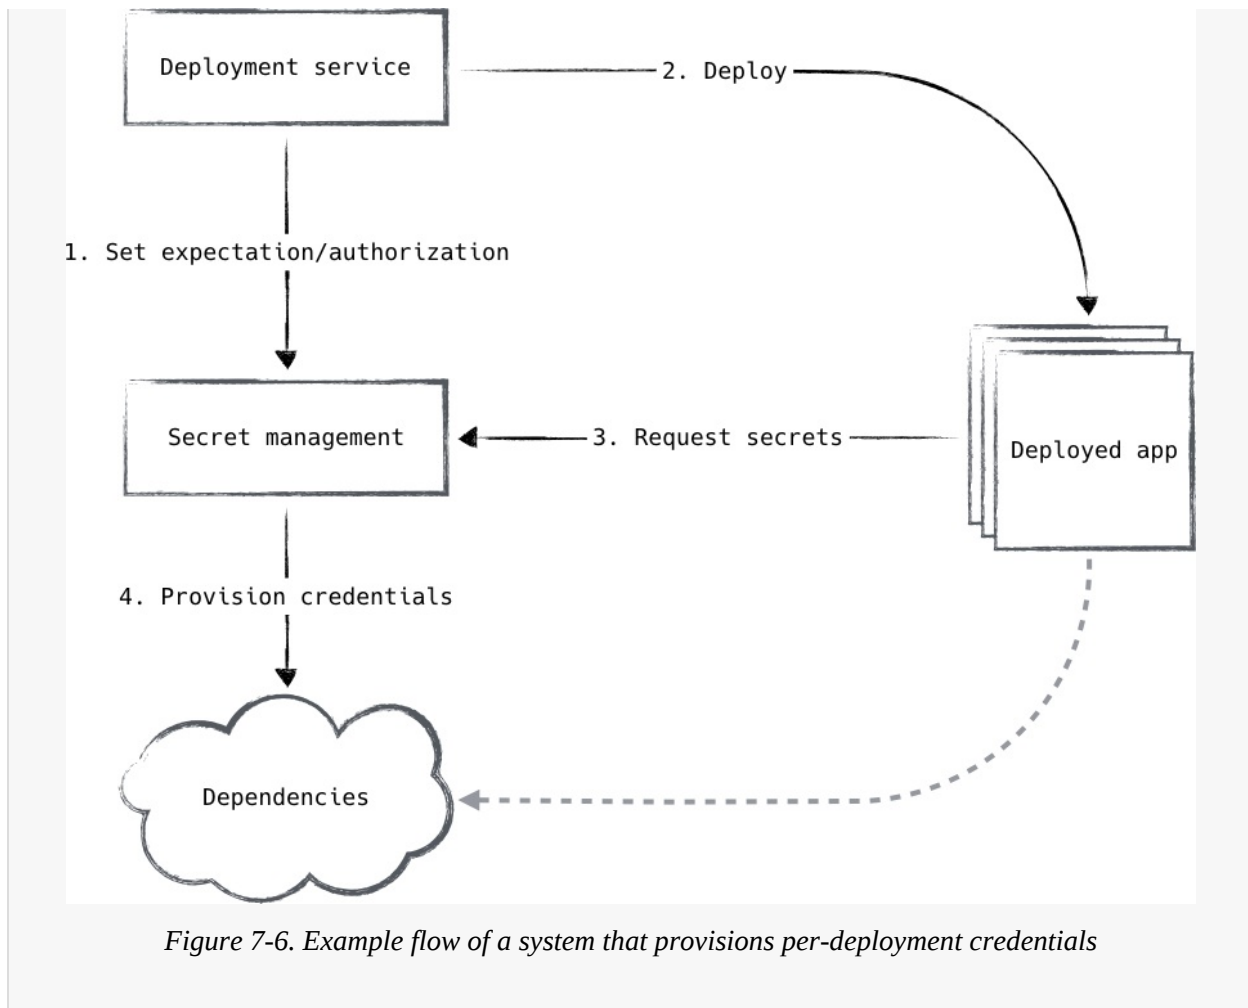 Deployment service
2. Deploy
1. Set expectation/authorization
Secret management
3. Request secrets
Deployed app
4. Provision credentials
Dependencies
Figure 7-6. Example flow of a system that provisions per-deployment credentials